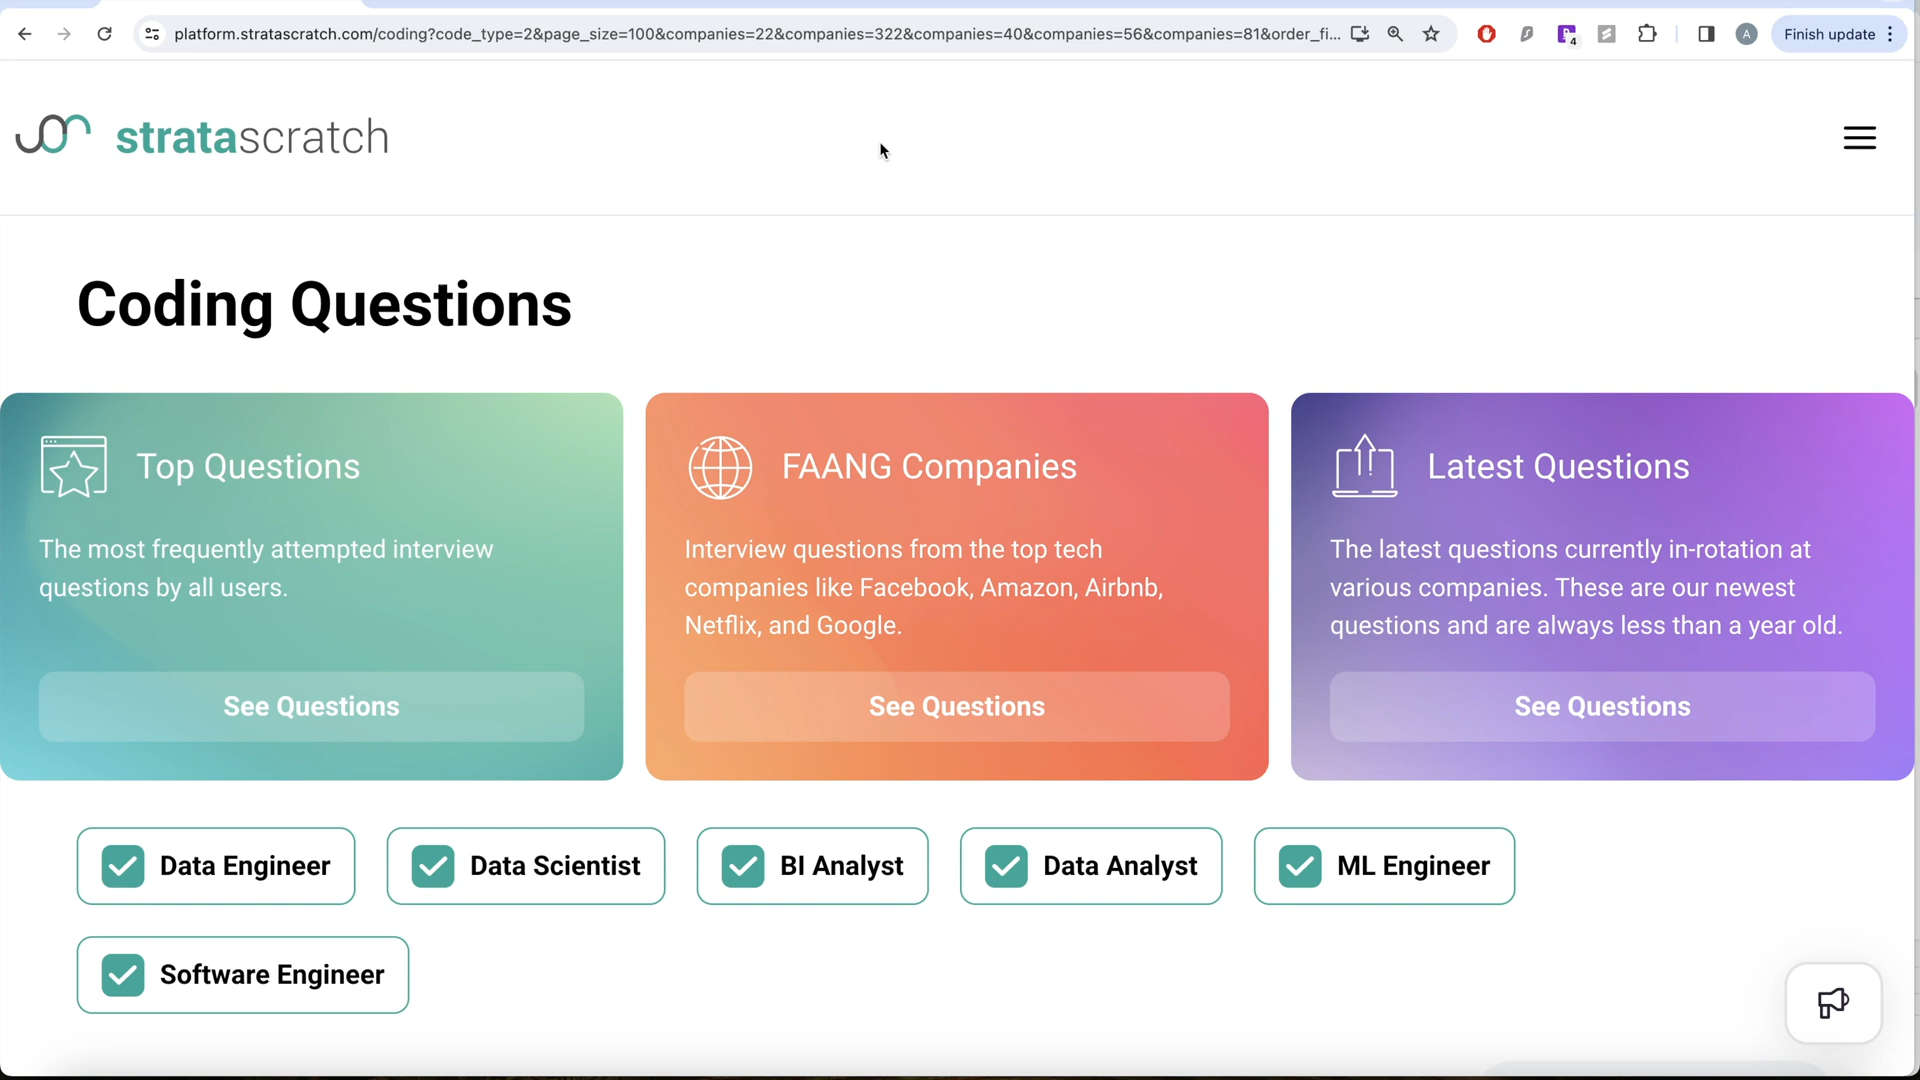 platform.stratascratch.com/coding?code_type=2&page_size=100&companies=22&companies=322&companies=40&companies=56&companies=81&order_fi...
4
A
Finish update
stratascratch
Coding Questions
Top Questions
The most frequently attempted interview
questions by all users.
See Questions
FAANG Companies
Interview questions from the top tech
companies like Facebook, Amazon, Airbnb,
Netflix, and Google.
See Questions
Latest Questions
The latest questions currently in-rotation at
various companies. These are our newest
questions and are always less than a year old.
See Questions
Data Engineer
Data Scientist
BI Analyst
Data Analyst
ML Engineer
Software Engineer